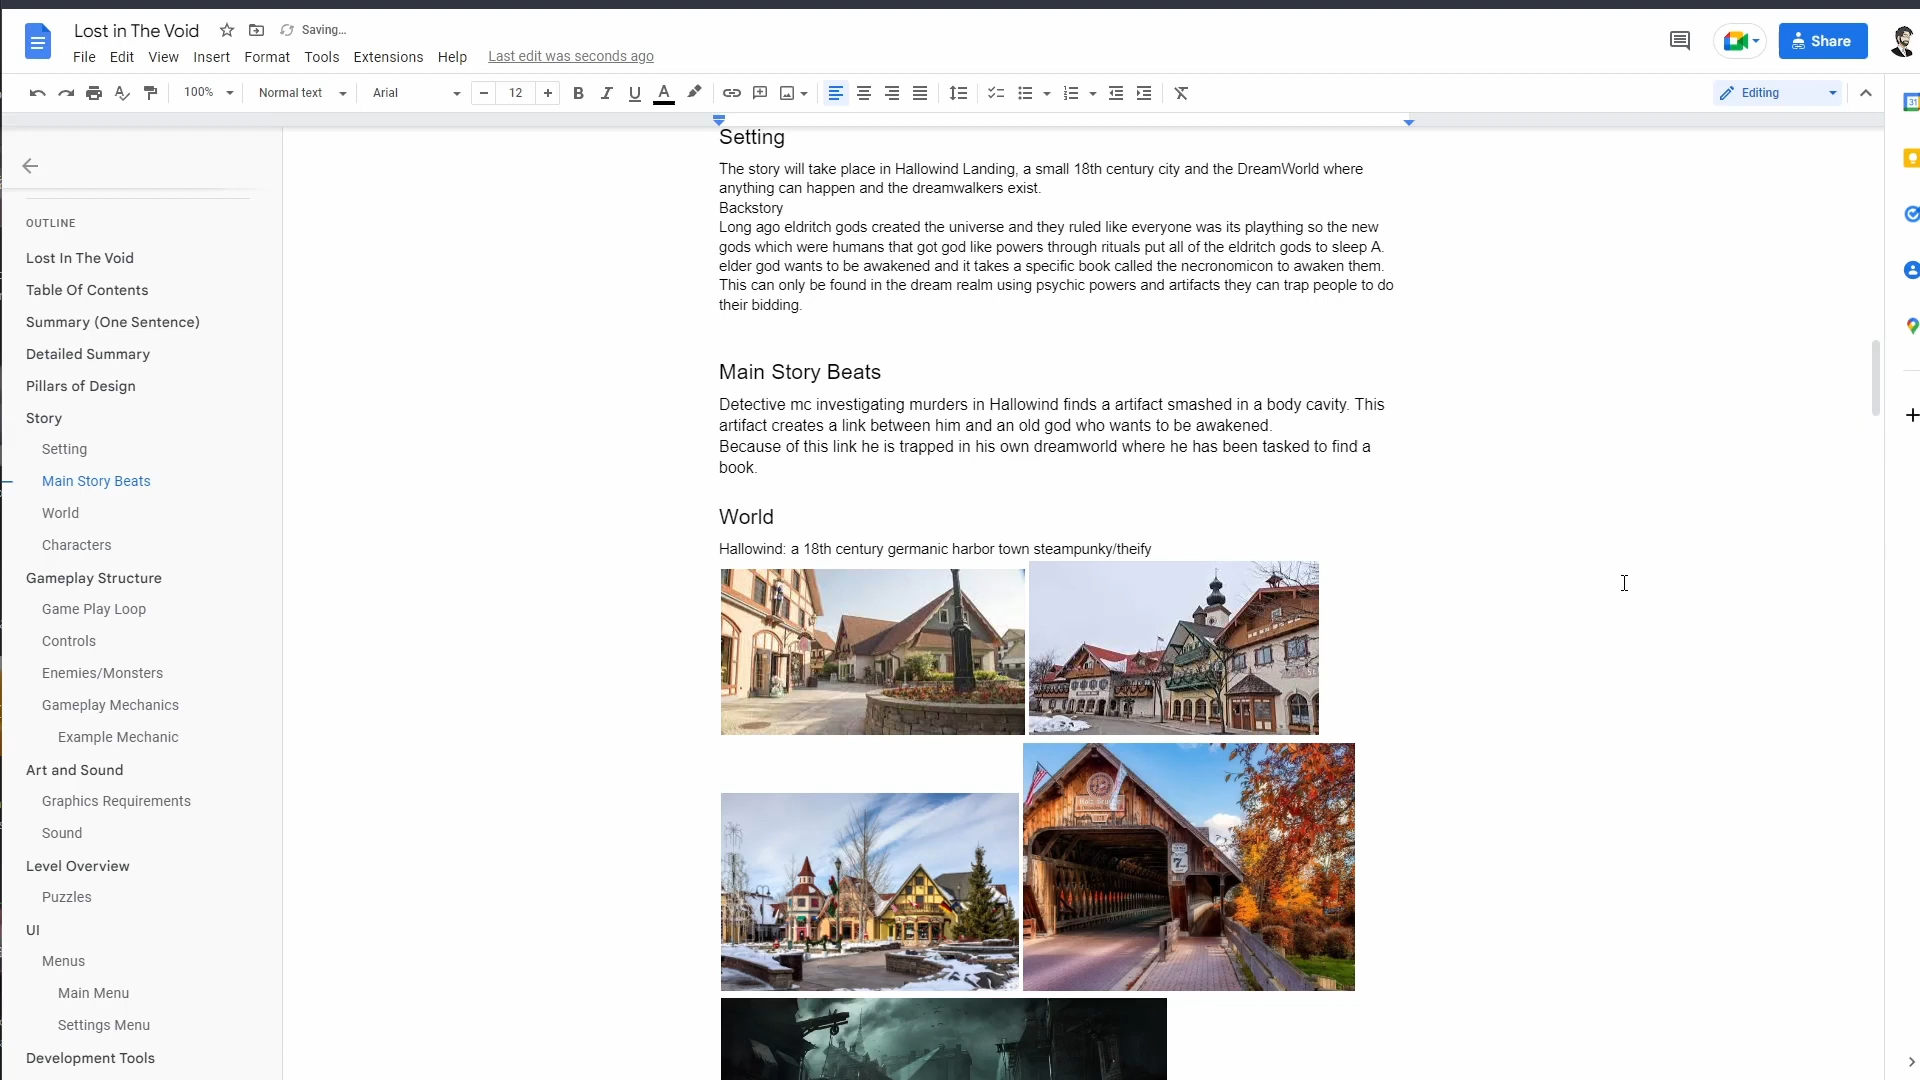 Lost in The Void
Saving…
File Edit View Insert Format Tools Extensions Help Last edit was seconds ago
Share
100% Normal text Arial 12 Editing
Setting
The story will take place in Hallowind Landing, a small 18th century city and the DreamWorld where
anything can happen and the dreamwalkers exist.
Backstory
Long ago eldritch gods created the universe and they ruled like everyone was its plaything so the new
gods which were humans that got god like powers through rituals put all of the eldritch gods to sleep A.
elder god wants to be awakened and it takes a specific book called the necronomicon to awaken them.
This can only be found in the dream realm using psychic powers and artifacts they can trap people to do
their bidding.
Main Story Beats
Detective mc investigating murders in Hallowind finds a artifact smashed in a body cavity. This
artifact creates a link between him and an old god who wants to be awakened.
Because of this link he is trapped in his own dreamworld where he has been tasked to find a
book.
World
Hallowind: a 18th century germanic harbor town steampunky/theify
7
OUTLINE
Lost In The Void
Table Of Contents
Summary (One Sentence)
Detailed Summary
Pillars of Design
Story
Setting
Main Story Beats
World
Characters
Gameplay Structure
Game Play Loop
Controls
Enemies/Monsters
Gameplay Mechanics
Example Mechanic
Art and Sound
Graphics Requirements
Sound
Level Overview
Puzzles
UI
Menus
Main Menu
Settings Menu
Development Tools
31